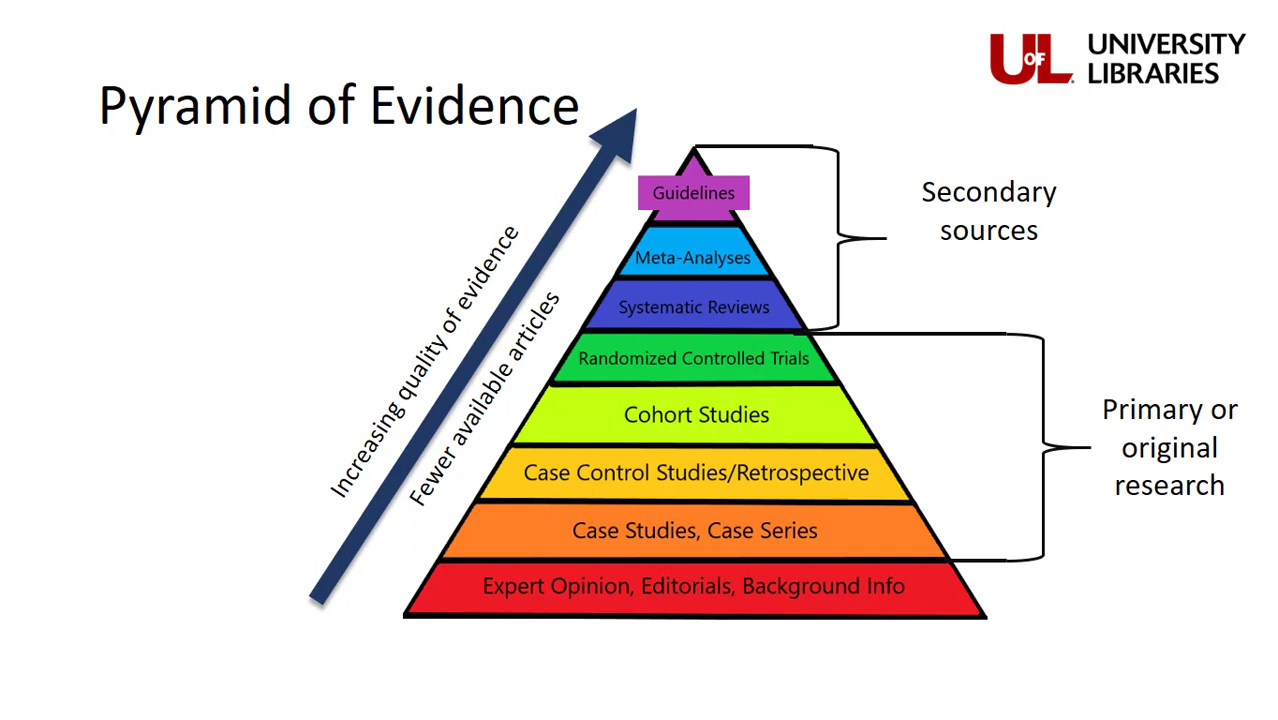 UOFL. UNIVERSITY
LIBRARIES
Pyramid of Evidence
Increasing quality of evidence
Fewer available articles
Guidelines
Meta-Analyses
Systematic Reviews
Randomized Controlled Trials
Cohort Studies
Case Control Studies/Retrospective
Case Studies, Case Series
Expert Opinion, Editorials, Background Info
Secondary
sources
Primary or
original
research